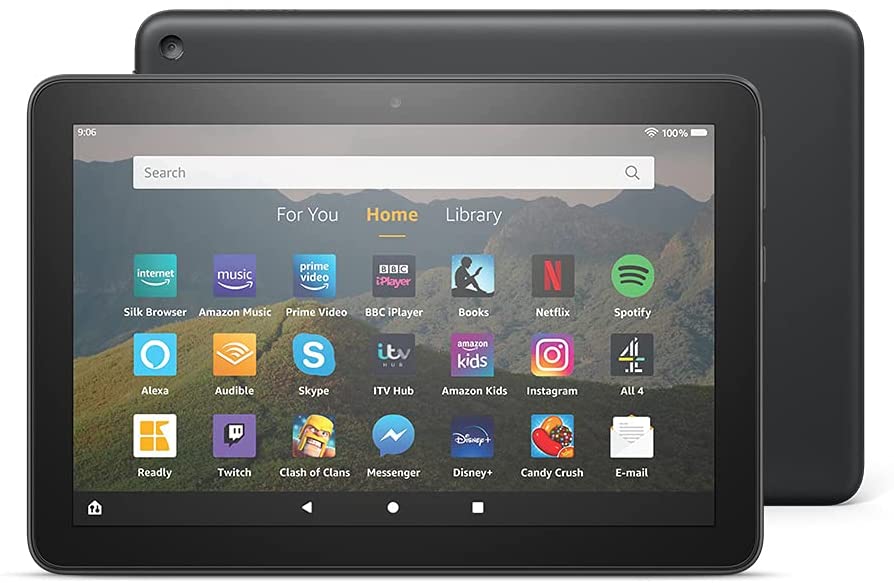 9:06
100%
Search
For You Home Library
internet music prime video BBC iPlayer N
Silk Browser Amazon Music Prime Video BBC iPlayer Books Netflix Spotify
itv HUB amazon kids 4
Alexa Audible Skype ITV Hub Amazon Kids Instagram All 4
Disney+
Readly Twitch Clash of Clans Messenger Disney+ Candy Crush E-mail